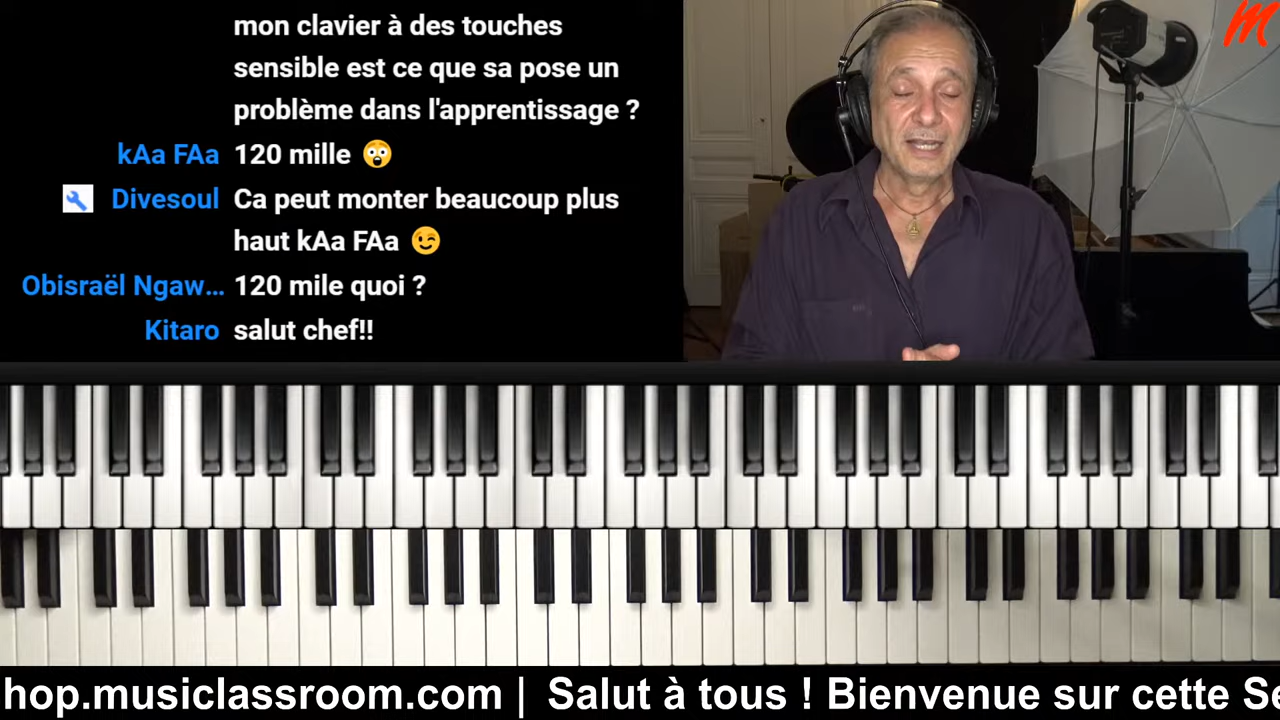 mon clavier à des touches
sensible est ce que sa pose un
problème dans l'apprentissage ?
kAa FAa 120 mille 😲
Divesoul Ca peut monter beaucoup plus
haut kAa FAa 😉
Obisraël Ngaw... 120 mile quoi ?
Kitaro salut chef!!
M
hop.musiclassroom.com | Salut à tous ! Bienvenue sur cette Se